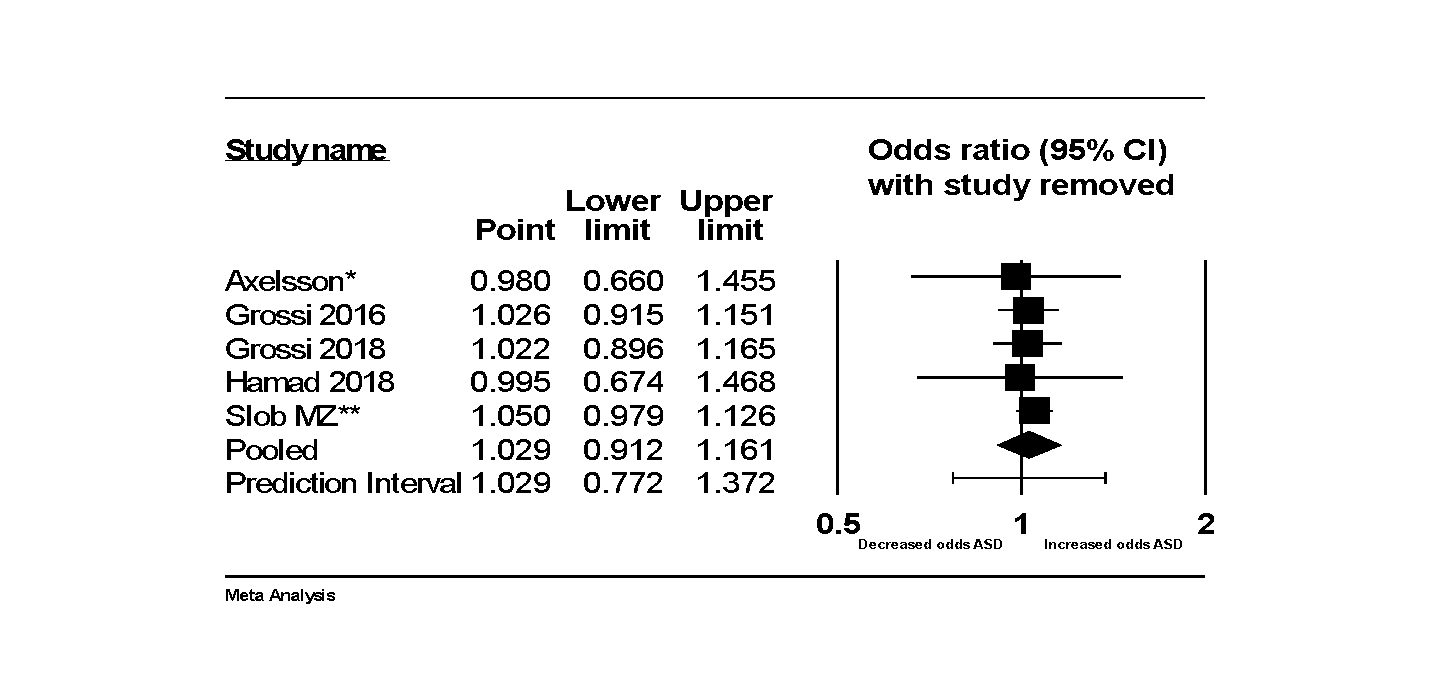 Study name
Odds ratio (95% CI)
with study removed
Lower Upper
Point limit limit
Axelsson* 0.980 0.660 1.455
Grossi 2016 1.026 0.915 1.151
Grossi 2018 1.022 0.896 1.165
Hamad 2018 0.995 0.674 1.468
Slob MZ** 1.050 0.979 1.126
Pooled 1.029 0.912 1.161
Prediction Interval 1.029 0.772 1.372
0.5 1 2
Decreased odds ASD Increased odds ASD
Meta Analysis